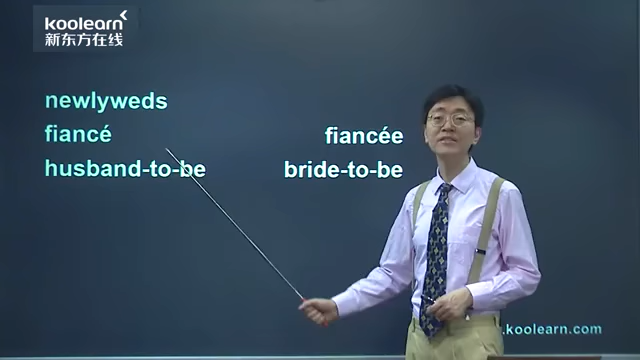 koolearn
新东方在线
newlyweds
fiancé fiancée
husband-to-be bride-to-be
.koolearn.com